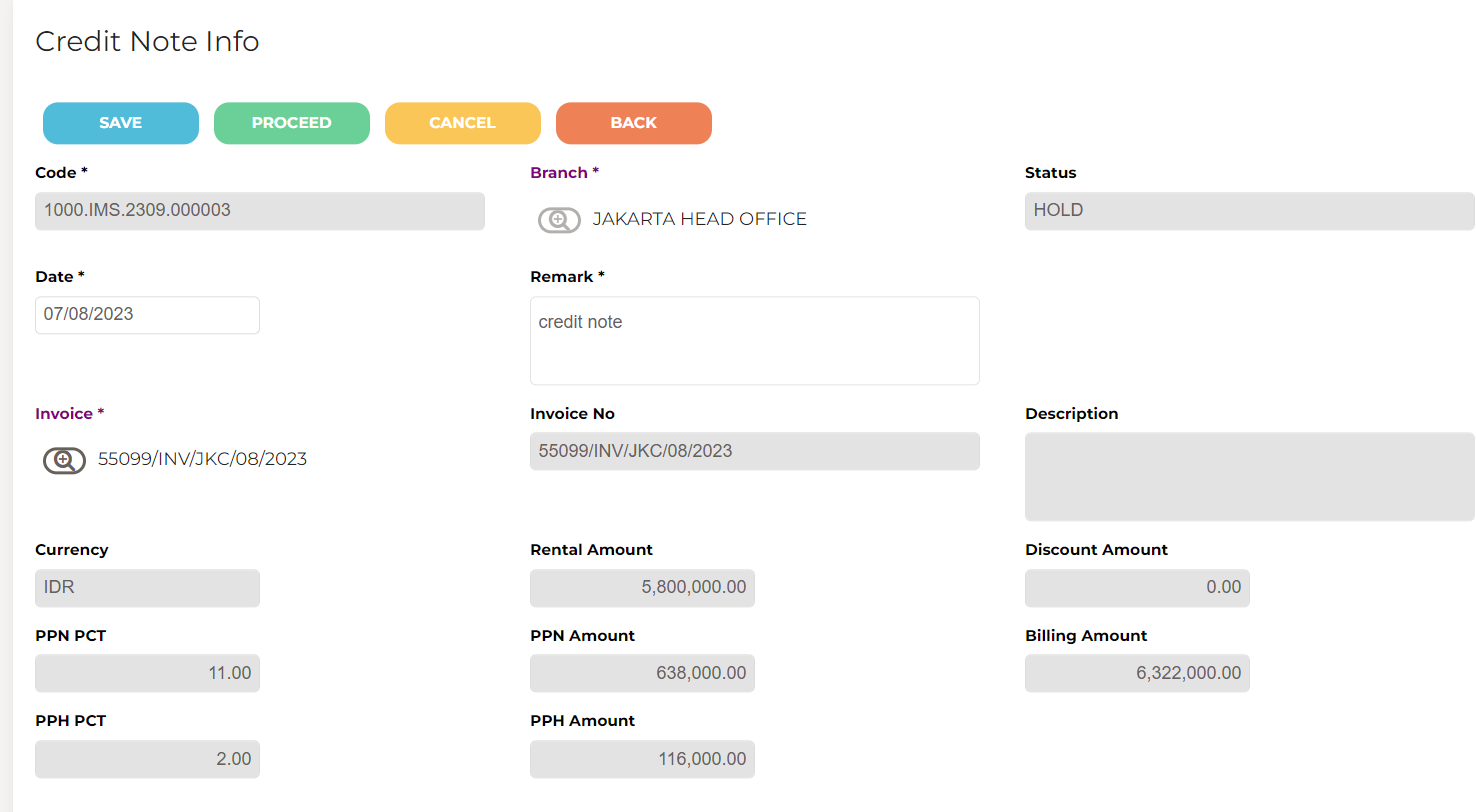 Credit Note Info
SAVE PROCEED CANCEL BACK
Code * Branch * Status
1000.IMS.2309.000003 JAKARTA HEAD OFFICE HOLD
Date * Remark *
07/08/2023 credit note
Invoice * Invoice No Description
55099/INV/JKC/08/2023 55099/INV/JKC/08/2023
Currency Rental Amount Discount Amount
IDR 5,800,000.00 0.00
PPN PCT PPN Amount Billing Amount
11.00 638,000.00 6,322,000.00
PPH PCT PPH Amount
2.00 116,000.00